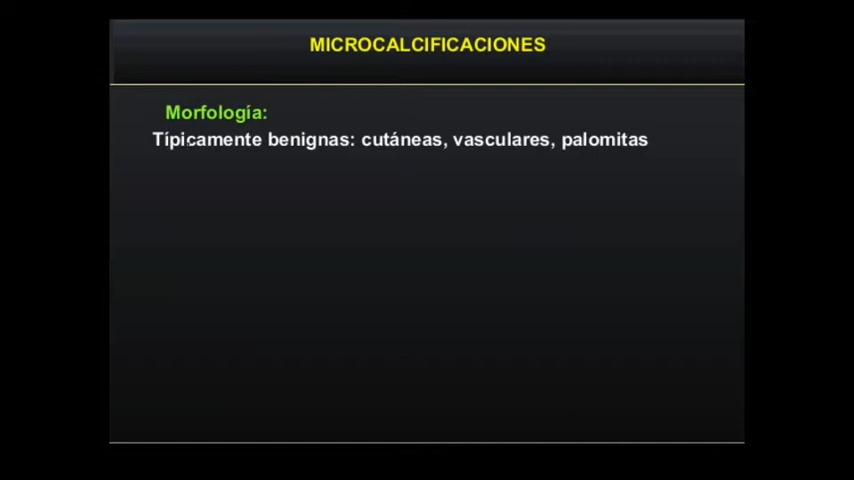 MICROCALCIFICACIONES
Morfología:
Típicamente benignas: cutáneas, vasculares, palomitas